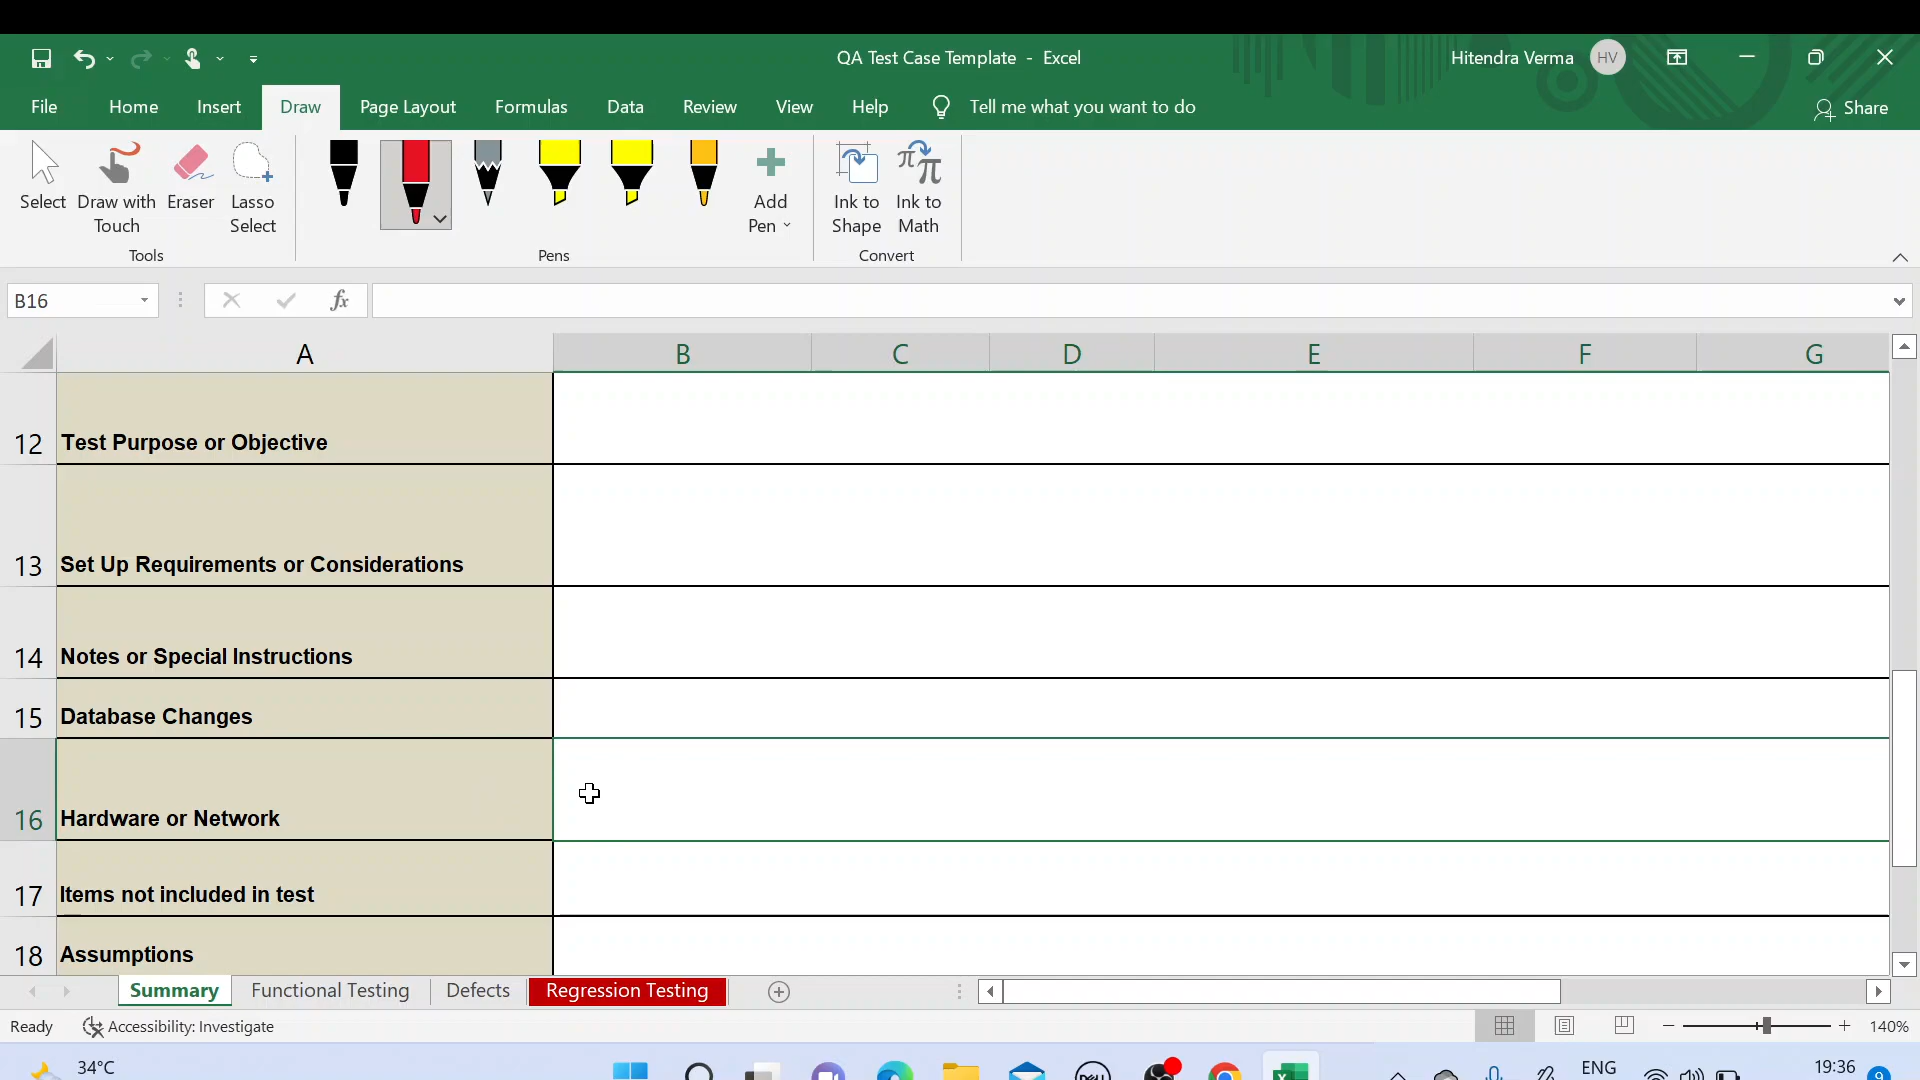 QA Test Case Template - Excel
Hitendra Verma HV
File Home Insert Draw Page Layout Formulas Data Review View Help Tell me what you want to do Share
Select
Draw with Touch
Eraser
Lasso Select
Add Pen
Ink to Shape
Ink to Math
Tools Pens Convert
B16 fx
A B C D E F G
12 Test Purpose or Objective
13 Set Up Requirements or Considerations
14 Notes or Special Instructions
15 Database Changes
16 Hardware or Network
17 Items not included in test
18 Assumptions
Summary Functional Testing Defects Regression Testing
Ready Accessibility: Investigate 140%
34°C ENG 19:36 9